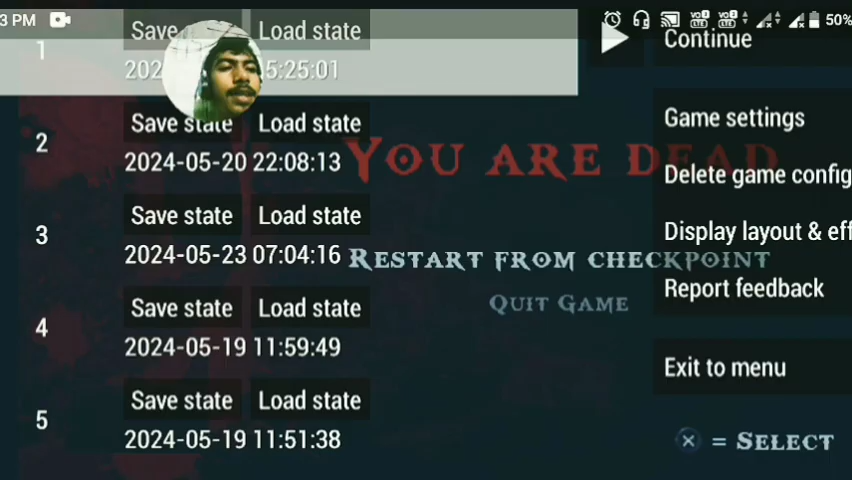 3 PM 50%
1
Save Load state
202 5:25:01
Continue
2
Save state Load state
2024-05-20 22:08:13
YOU ARE DEAD
Game settings
Delete game config
3
Save state Load state
2024-05-23 07:04:16
RESTART FROM CHECKPOINT
Display layout & eff
QUIT GAME
Report feedback
4
Save state Load state
2024-05-19 11:59:49
Exit to menu
5
Save state Load state
2024-05-19 11:51:38
= SELECT